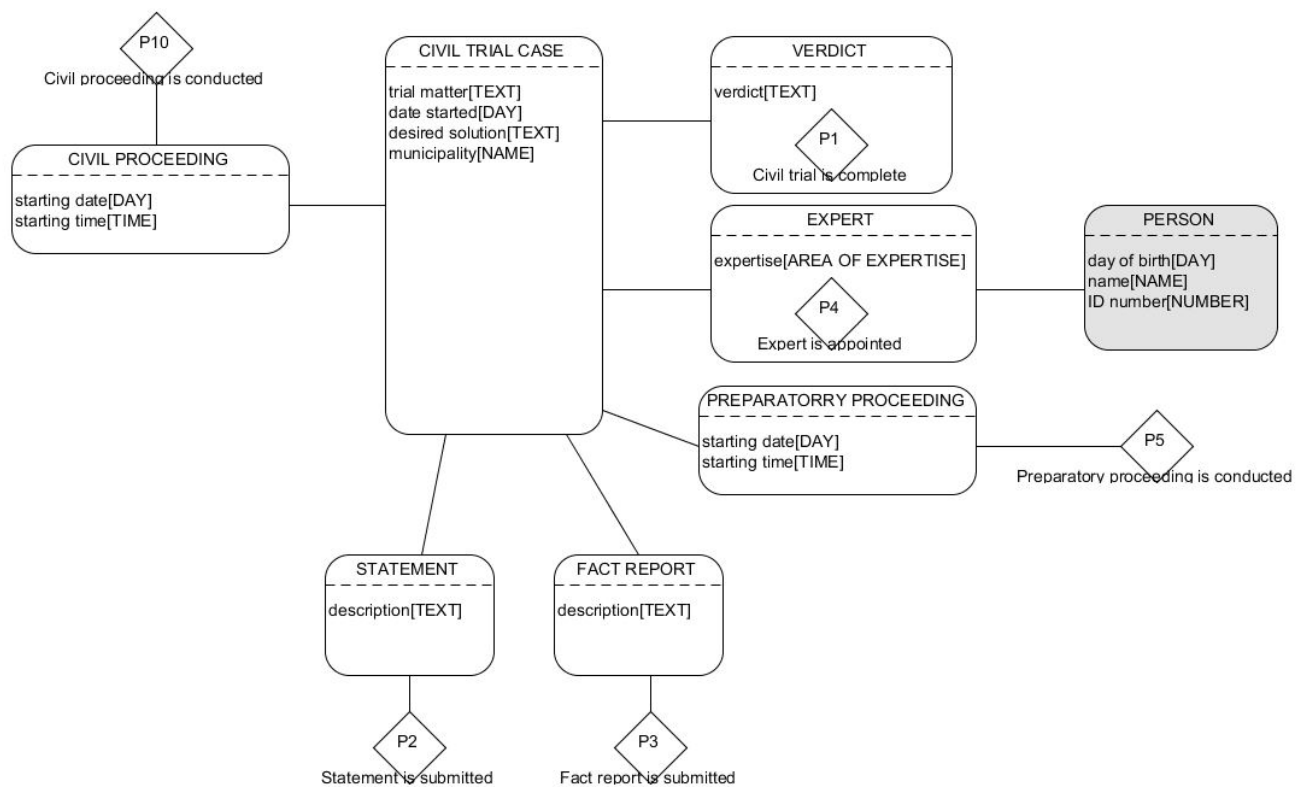 P10
Civil proceeding is conducted
CIVIL PROCEEDING
starting date[DAY]
starting time[TIME]
CIVIL TRIAL CASE
trial matter[TEXT]
date started[DAY]
desired solution[TEXT]
municipality[NAME]
VERDICT
verdict[TEXT]
P1
Civil trial is complete
EXPERT
expertise[AREA OF EXPERTISE]
P4
Expert is appointed
PERSON
day of birth[DAY]
name[NAME]
ID number[NUMBER]
PREPARATORRY PROCEEDING
starting date[DAY]
starting time[TIME]
P5
Preparatory proceeding is conducted
STATEMENT
description[TEXT]
P2
Statement is submitted
FACT REPORT
description[TEXT]
P3
Fact report is submitted